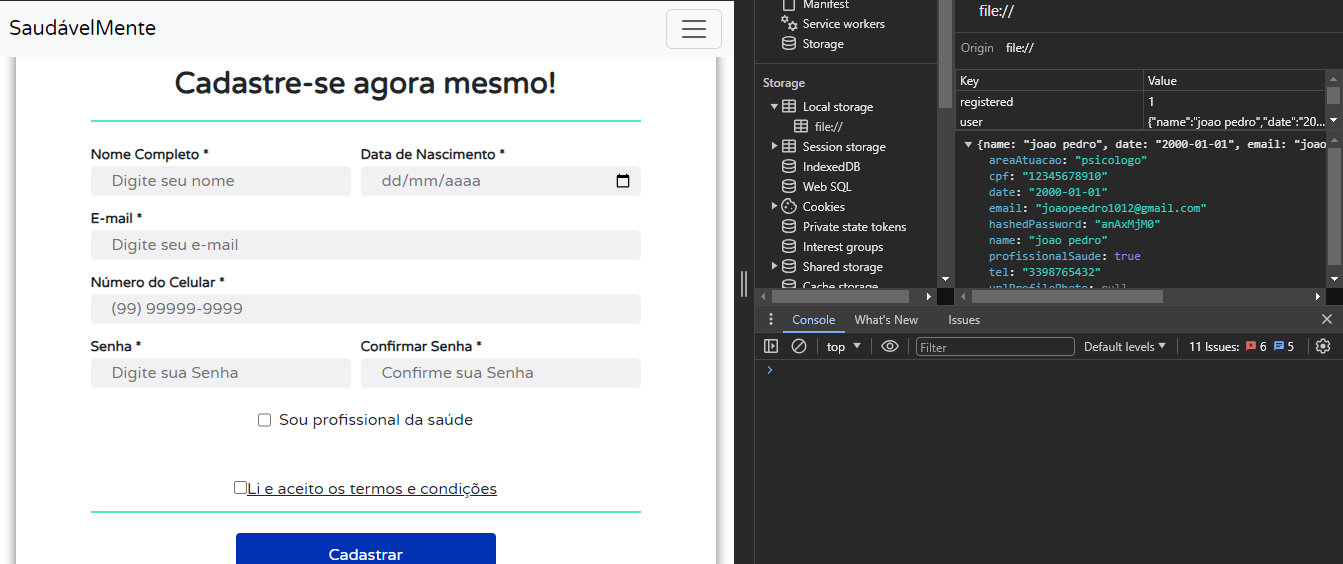 SaudávelMente
Cadastre-se agora mesmo!
Nome Completo *
Data de Nascimento *
Digite seu nome
dd/mm/aaaa
E-mail *
Digite seu e-mail
Número do Celular *
(99) 99999-9999
Senha *
Confirmar Senha *
Digite sua Senha
Confirme sua Senha
Sou profissional da saúde
Li e aceito os termos e condições
Cadastrar
Manifest
Service workers
Storage
Storage
Local storage
file://
Session storage
IndexedDB
Web SQL
Cookies
Private state tokens
Interest groups
Shared storage
Cache storage
file://
Origin file://
Key Value
registered 1
user {"name":"joao pedro","date":"20...
{name: "joao pedro", date: "2000-01-01", email: "joao
areaAtuacao: "psicologo"
cpf: "12345678910"
date: "2000-01-01"
email: "joaopeedro1012@gmail.com"
hashedPassword: "anAxMjM0"
name: "joao pedro"
profissionalSaude: true
tel: "3398765432"
urlProfilePhoto: null
Console What's New Issues
top Filter Default levels 11 Issues: 6 5